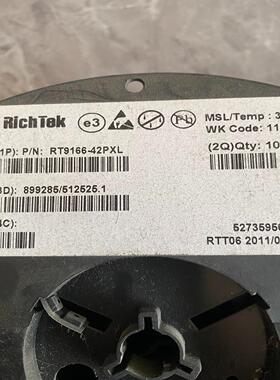 RichTek
e3
Pb
MSL/Temp : 3
WK Code: 11
1P): P/N: RT9166-42PXL
(2Q)Qty: 10
D): 899285/512525.1
C):
52735950
RTT06 2011/0